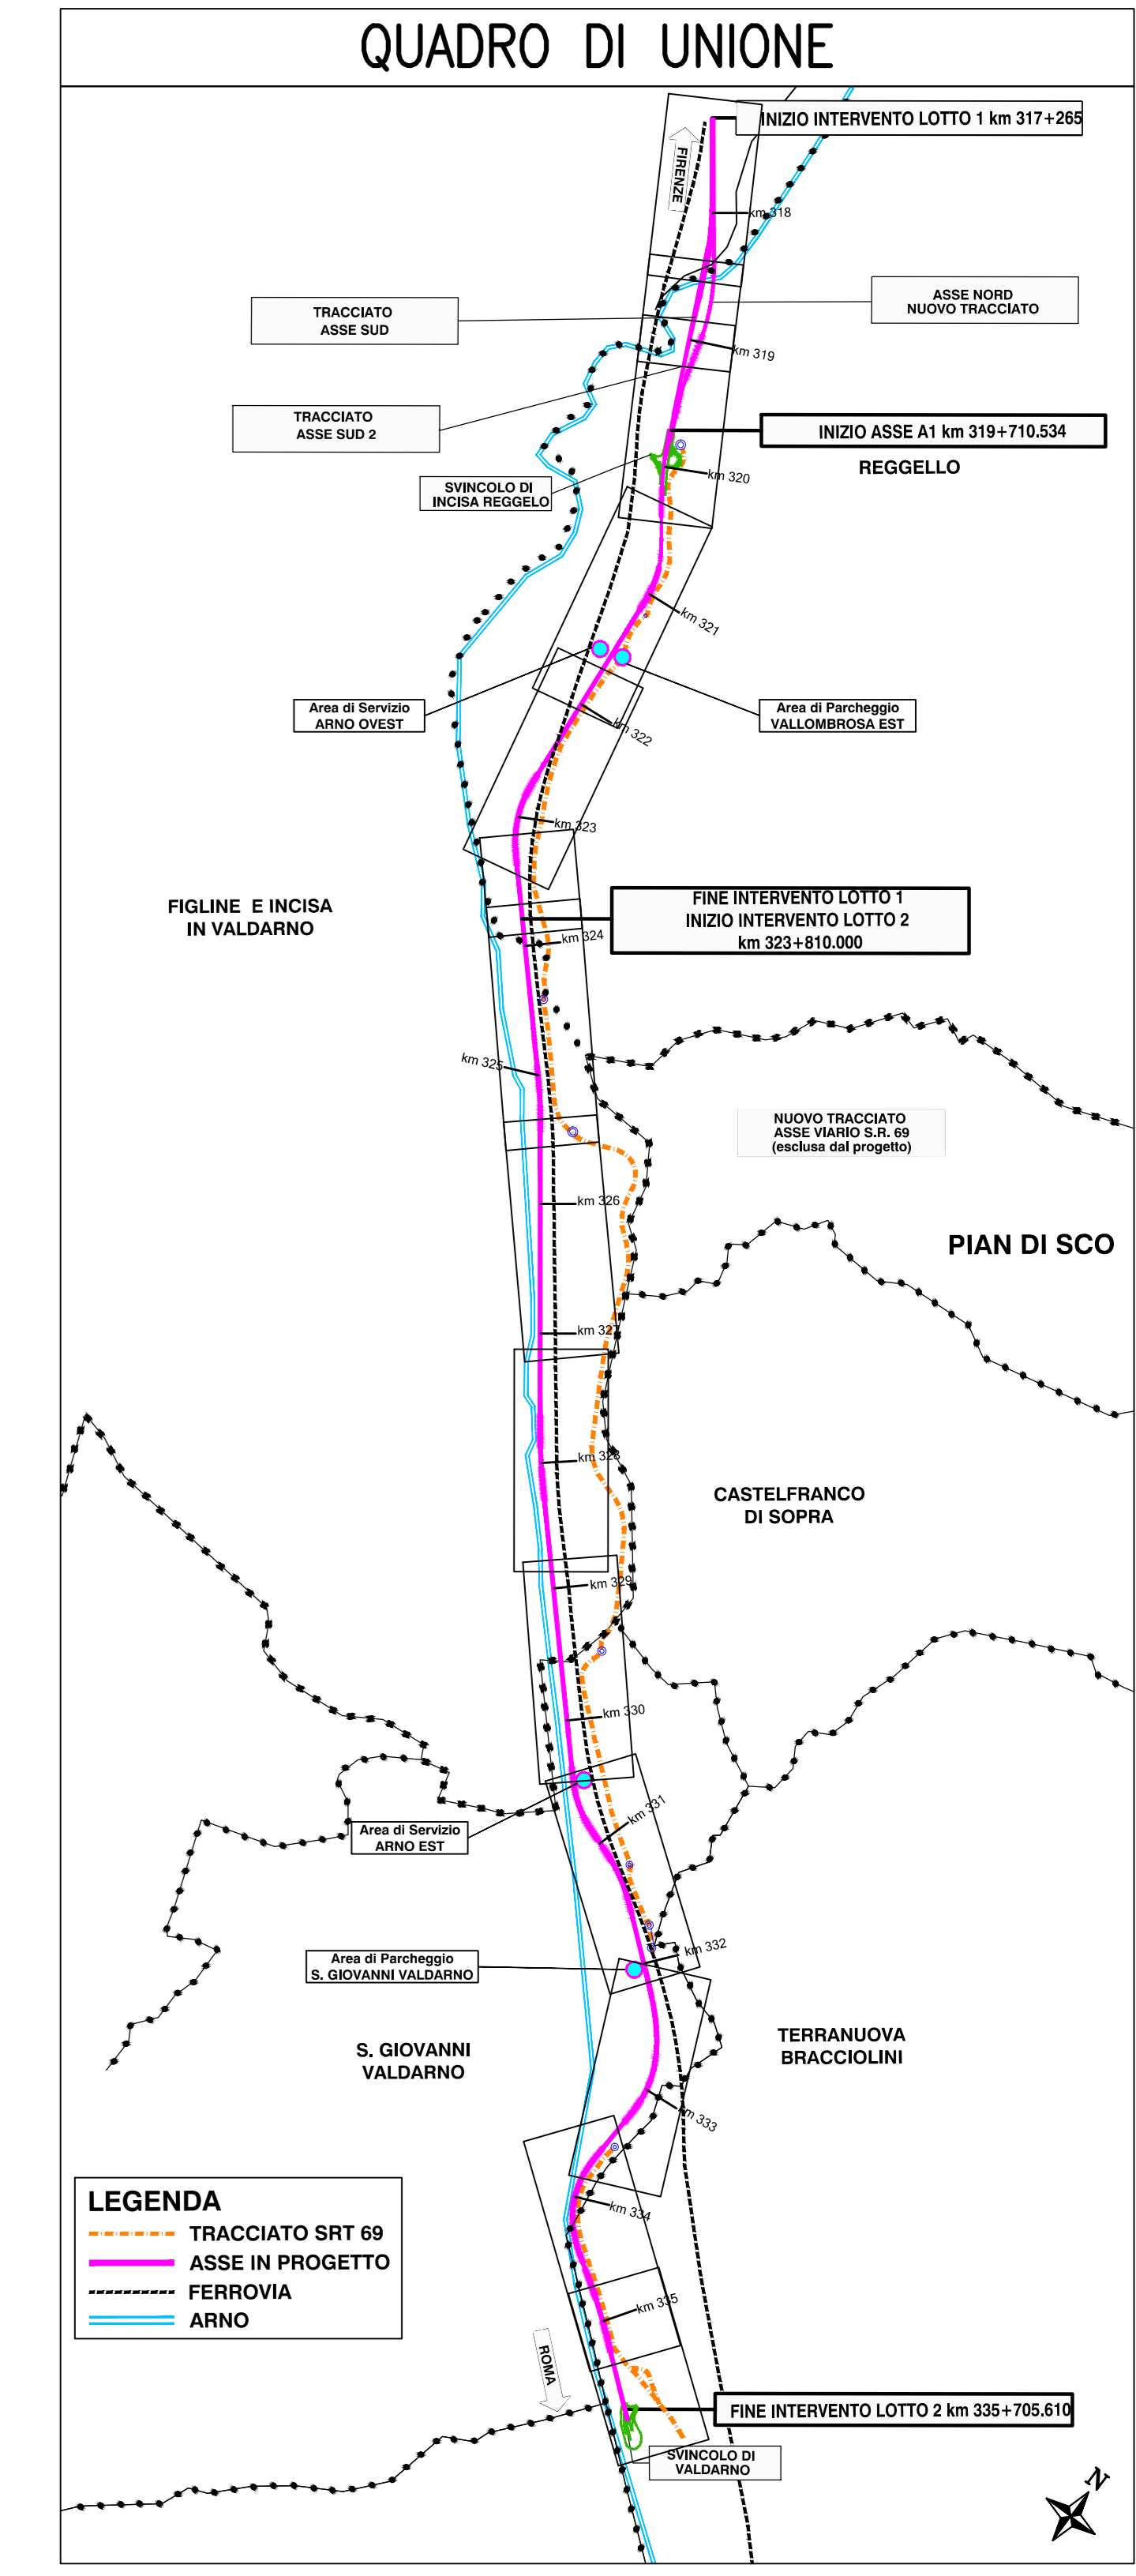 QUADRO DI UNIONE
INIZIO INTERVENTO LOTTO 1 km 317+265
FIRENZE
km 318
ASSE NORD
NUOVO TRACCIATO
TRACCIATO
ASSE SUD
km 319
TRACCIATO
ASSE SUD 2
INIZIO ASSE A1 km 319+710.534
REGGELLO
km 320
SVINCOLO DI
INCISA REGGELO
km 321
Area di Servizio
ARNO OVEST
Area di Parcheggio
VALLOMBROSA EST
km 322
km 323
FIGLINE E INCISA
IN VALDARNO
FINE INTERVENTO LOTTO 1
INIZIO INTERVENTO LOTTO 2
km 323+810.000
km 324
km 325
NUOVO TRACCIATO
ASSE VIARIO S.R. 69
(esclusa dal progetto)
km 326
PIAN DI SCO
km 327
km 328
CASTELFRANCO
DI SOPRA
km 329
km 330
km 331
Area di Servizio
ARNO EST
km 332
Area di Parcheggio
S. GIOVANNI VALDARNO
S. GIOVANNI
VALDARNO
TERRANUOVA
BRACCIOLINI
km 333
km 334
LEGENDA
TRACCIATO SRT 69
ASSE IN PROGETTO
FERROVIA
ARNO
km 335
ROMA
FINE INTERVENTO LOTTO 2 km 335+705.610
SVINCOLO DI
VALDARNO
N